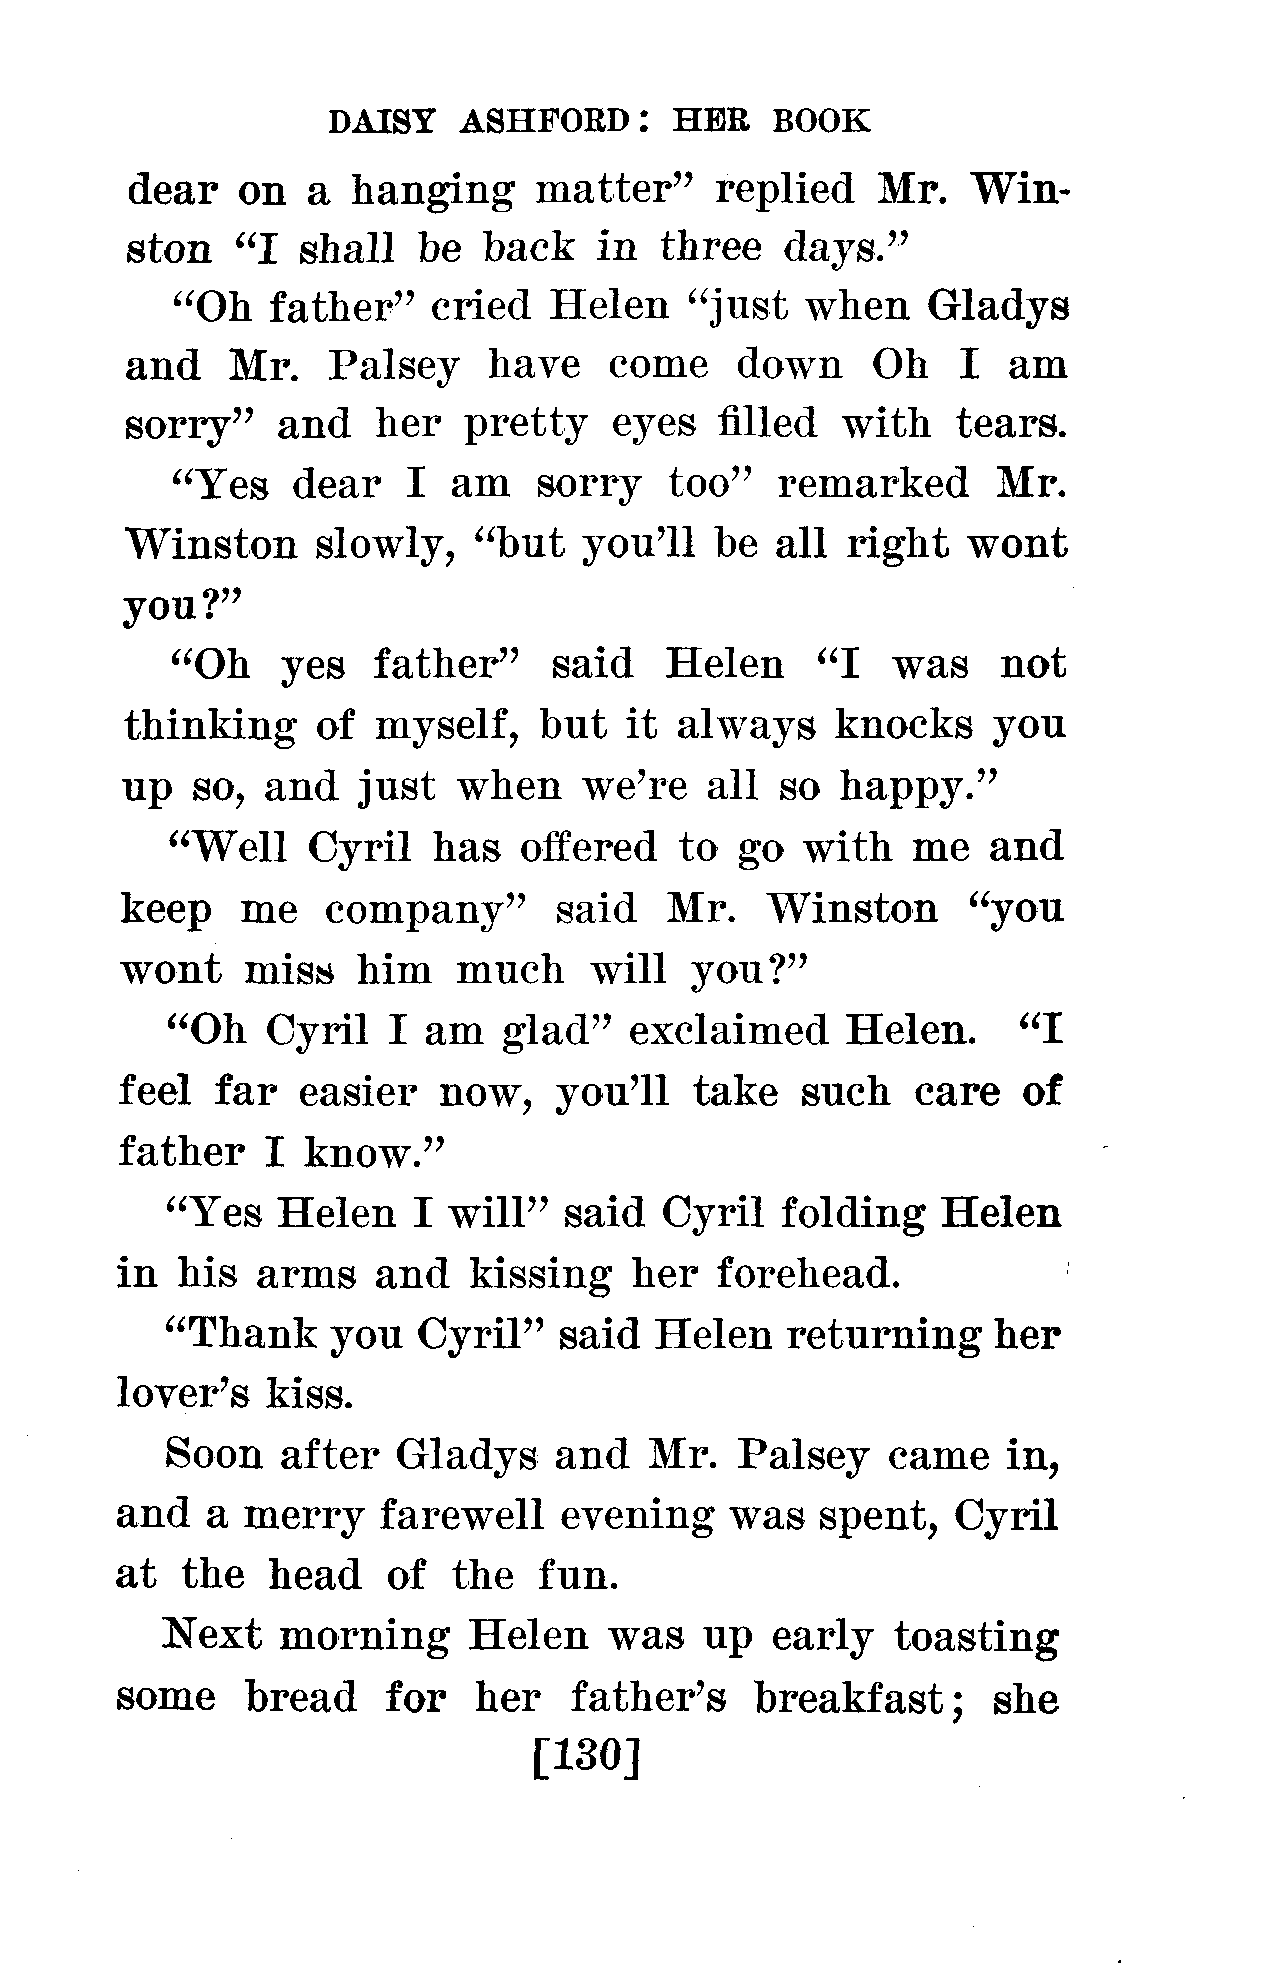 DAISY ASHFORD: HER BOOK
dear on a hanging matter” replied Mr. Win-
ston “I shall be back in three days.”
“Oh father” cried Helen “just when Gladys
and Mr. Palsey have come down Oh I am
sorry” and her pretty eyes filled with tears.
“Yes dear I am sorry too” remarked Mr.
Winston slowly, “but you’ll be all right wont
you?”
“Oh yes father” said Helen “I was not
thinking of myself, but it always knocks you
up so, and just when we’re all so happy.”
“Well Cyril has offered to go with me and
keep me company” said Mr. Winston “you
wont miss him much will you?”
“Oh Cyril I am glad” exclaimed Helen. “I
feel far easier now, you’ll take such care of
father I know.”
“Yes Helen I will” said Cyril folding Helen
in his arms and kissing her forehead.
“Thank you Cyril” said Helen returning her
lover’s kiss.
Soon after Gladys and Mr. Palsey came in,
and a merry farewell evening was spent, Cyril
at the head of the fun.
Next morning Helen was up early toasting
some bread for her father’s breakfast; she
[130]